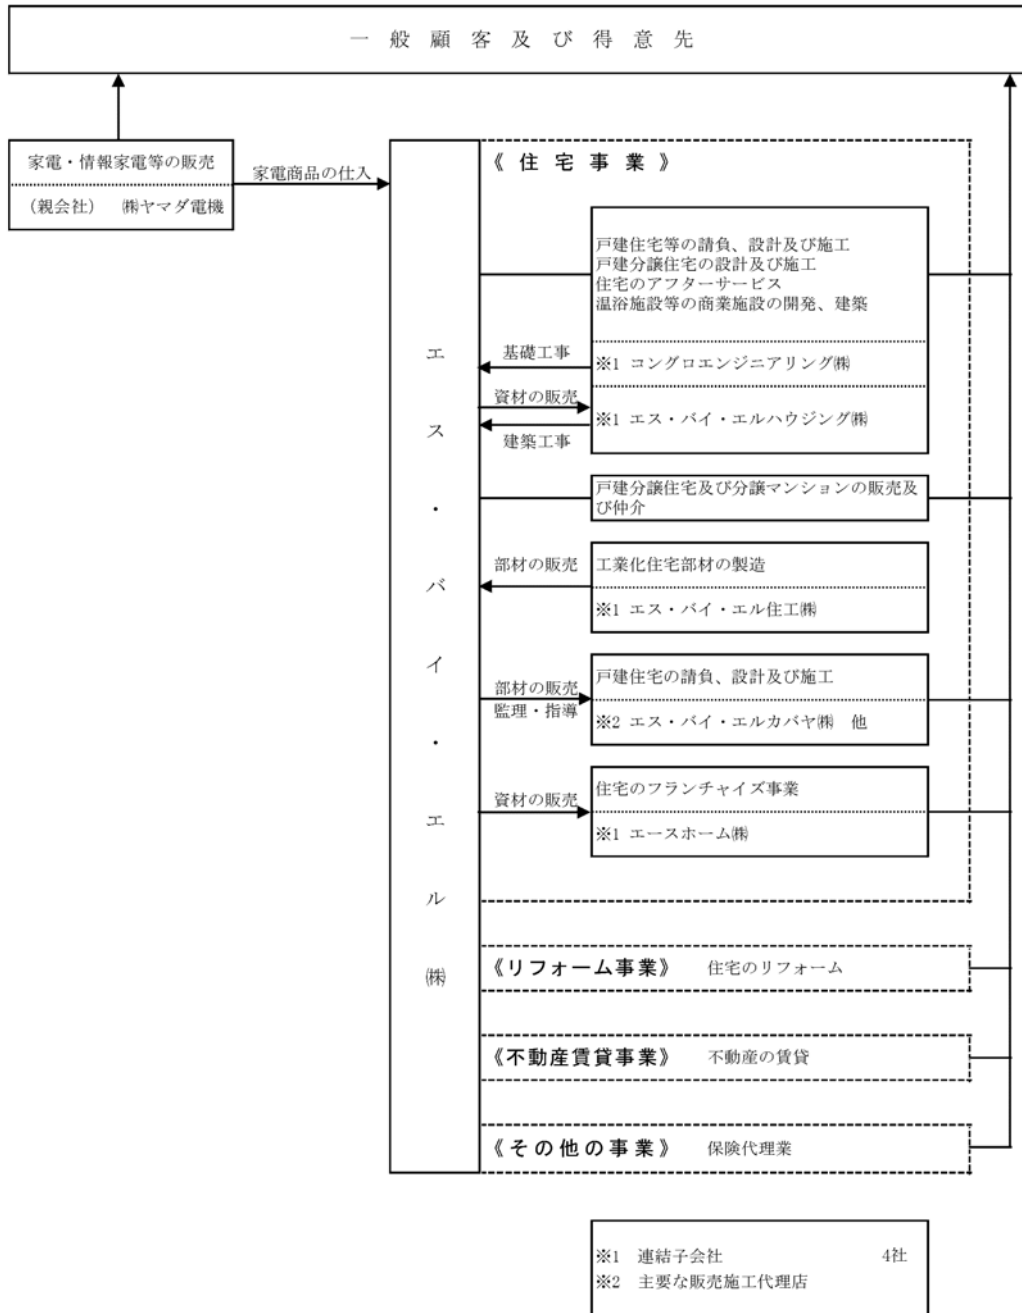 一般顧客及び得意先
家電・情報家電等の販売
(親会社) ㈱ヤマダ電機
家電商品の仕入
エス・バイ・エル㈱
《住宅事業》
戸建住宅等の請負、設計及び施工
戸建分譲住宅の設計及び施工
住宅のアフターサービス
温浴施設等の商業施設の開発、建築
基礎工事
※1 コングロエンジニアリング㈱
資材の販売
※1 エス・バイ・エルハウジング㈱
建築工事
戸建分譲住宅及び分譲マンションの販売及
び仲介
部材の販売
工業化住宅部材の製造
※1 エス・バイ・エル住工㈱
戸建住宅の請負、設計及び施工
部材の販売
監理・指導
※2 エス・バイ・エルカバヤ㈱ 他
住宅のフランチャイズ事業
資材の販売
※1 エースホーム㈱
《リフォーム事業》 住宅のリフォーム
《不動産賃貸事業》 不動産の賃貸
《その他の事業》 保険代理業
※1 連結子会社 4社
※2 主要な販売施工代理店